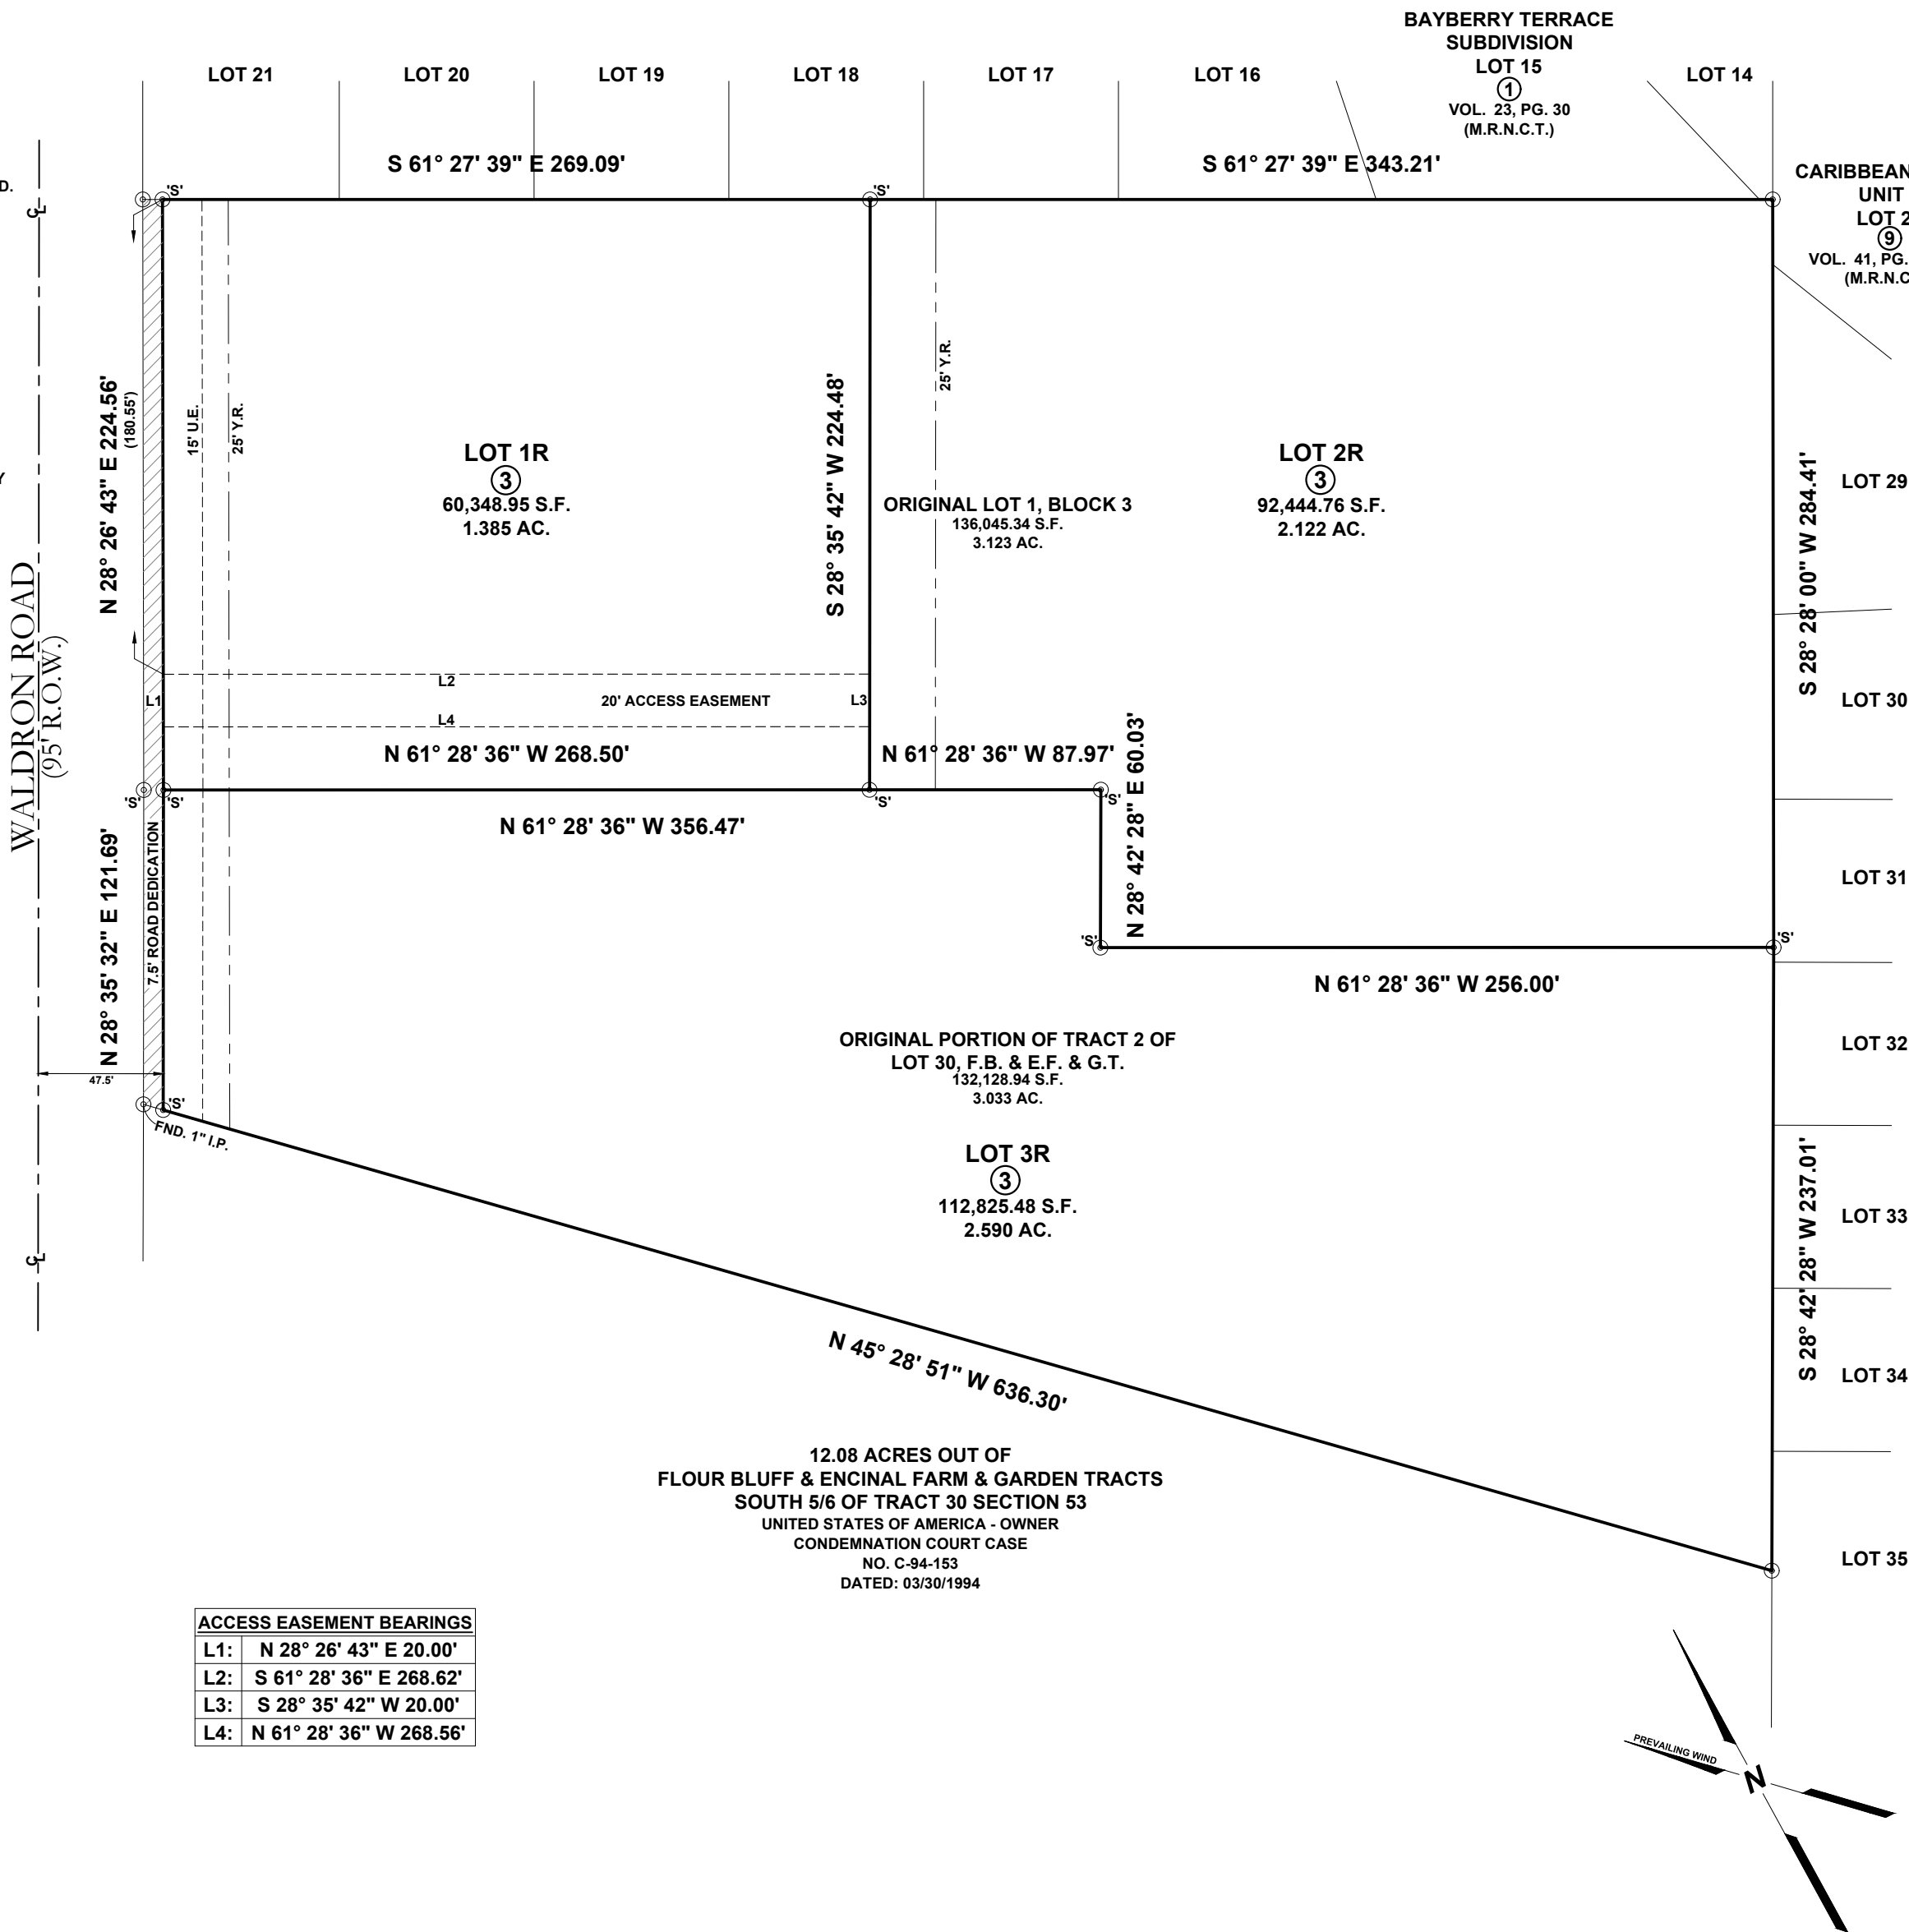 BAYBERRY TERRACE
SUBDIVISION
LOT 21
LOT 20
LOT 19
LOT 18
LOT 17
LOT 16
LOT 15
LOT 14
1
VOL. 23, PG. 30
(M.R.N.C.T.)
S 61° 27' 39" E 269.09'
S 61° 27' 39" E 343.21'
D.
CARIBBEAN
UNIT
LOT 2
9
VOL. 41, PG.
(M.R.N.C
'S'
'S'
CL
N 28° 26' 43" E 224.56'
(180.55')
15' U.E.
25' Y.R.
S 28° 35' 42" W 224.48'
25' Y.R.
LOT 1R
3
60,348.95 S.F.
1.385 AC.
ORIGINAL LOT 1, BLOCK 3
136,045.34 S.F.
3.123 AC.
LOT 2R
3
92,444.76 S.F.
2.122 AC.
S 28° 28' 00" W 284.41'
LOT 29
Y
WALDRON ROAD
(95' R.O.W.)
L1
L2
20' ACCESS EASEMENT
L3
L4
LOT 30
N 61° 28' 36" W 268.50'
N 61° 28' 36" W 87.97'
N 28° 42' 28" E 60.03'
'S'
'S'
'S'
'S'
N 61° 28' 36" W 356.47'
LOT 31
N 28° 35' 32" E 121.69'
7.5' ROAD DEDICATION
'S'
'S'
N 61° 28' 36" W 256.00'
LOT 32
ORIGINAL PORTION OF TRACT 2 OF
LOT 30, F.B. & E.F. & G.T.
132,128.94 S.F.
3.033 AC.
47.5'
'S'
FND. 1" I.P.
LOT 3R
3
112,825.48 S.F.
2.590 AC.
S 28° 42' 28" W 237.01'
LOT 33
CL
N 45° 28' 51" W 636.30'
LOT 34
12.08 ACRES OUT OF
FLOUR BLUFF & ENCINAL FARM & GARDEN TRACTS
SOUTH 5/6 OF TRACT 30 SECTION 53
UNITED STATES OF AMERICA - OWNER
CONDEMNATION COURT CASE
NO. C-94-153
DATED: 03/30/1994
LOT 35
ACCESS EASEMENT BEARINGS
L1: N 28° 26' 43" E 20.00'
L2: S 61° 28' 36" E 268.62'
L3: S 28° 35' 42" W 20.00'
L4: N 61° 28' 36" W 268.56'
PREVAILING WIND
N